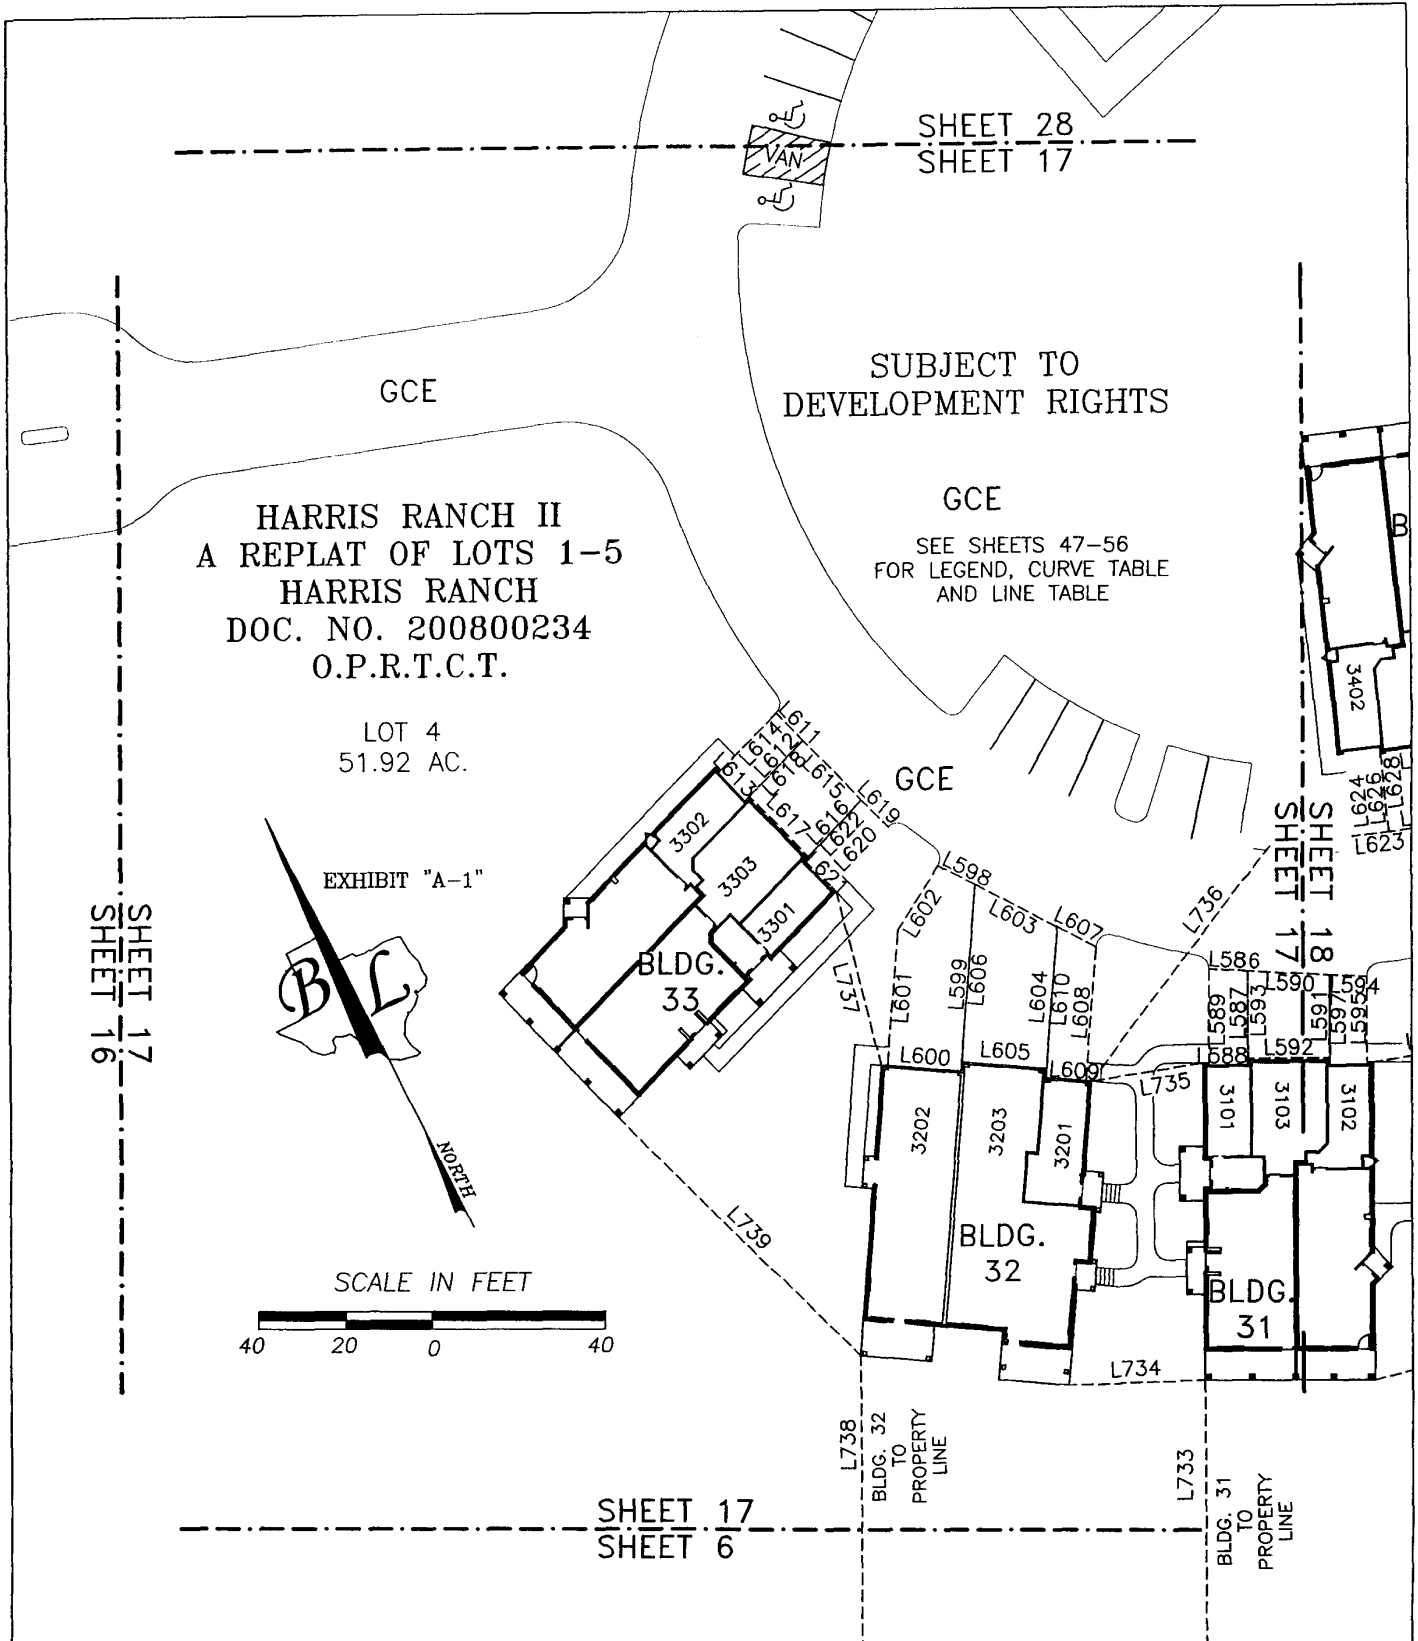 SHEET 28
SHEET 17
VAN
SUBJECT TO
DEVELOPMENT RIGHTS
GCE
GCE
SEE SHEETS 47-56
FOR LEGEND, CURVE TABLE
AND LINE TABLE
HARRIS RANCH II
A REPLAT OF LOTS 1-5
HARRIS RANCH
DOC. NO. 200800234
O.P.R.T.C.T.
LOT 4
51.92 AC.
EXHIBIT "A-1"
B L
NORTH
SCALE IN FEET
40 20 0 40
SHEET 17
SHEET 16
SHEET 18
SHEET 17
GCE
L611
L614
L612
L618
L613
L615
L617
L616
L619
L622
L620
L621
3302
3303
3301
BLDG.
33
L598
L602
L603
L607
L601
L599
L606
L604
L610
L608
L600
L605
L609
L737
L736
L735
L739
3202
3203
3201
BLDG.
32
L586
L590
L594
L589
L587
L593
L591
L597
L595
L588
L592
3101
3103
3102
BLDG.
31
L734
B
3402
L624
L626
L628
L623
L738
BLDG. 32
TO
PROPERTY
LINE
L733
BLDG. 31
TO
PROPERTY
LINE
SHEET 17
SHEET 6